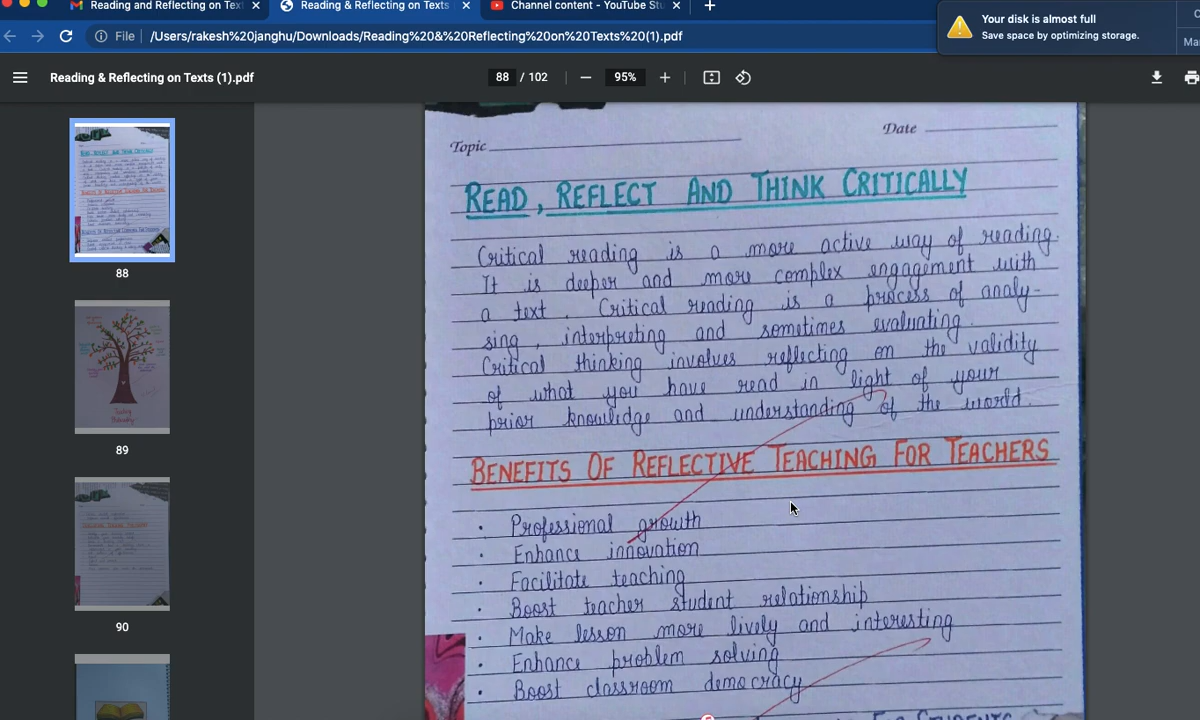 Reading and Reflecting on Tex
Reading & Reflecting on Texts
Channel content - YouTube Stu
File
/Users/rakesh%20janghu/Downloads/Reading%20&%20Reflecting%20on%20Texts%20(1).pdf
Your disk is almost full
Save space by optimizing storage.
Reading & Reflecting on Texts (1).pdf
88 / 102
95%
88
89
90
Topic
Date
READ, REFLECT AND THINK CRITICALLY
Critical reading is a more active way of reading.
It is deeper and more complex engagement with
a text. Critical reading is a process of analy-
sing, interpreting and sometimes evaluating.
Critical thinking involves reflecting on the validity
of what you have read in light of your
prior knowledge and understanding of the world.
BENEFITS OF REFLECTIVE TEACHING FOR TEACHERS
• Professional growth
• Enhance innovation
• Facilitate teaching
• Boost teacher student relationship
• Make lesson more lively and interesting
• Enhance problem solving
• Boost classroom democracy
FOR STUDENTS